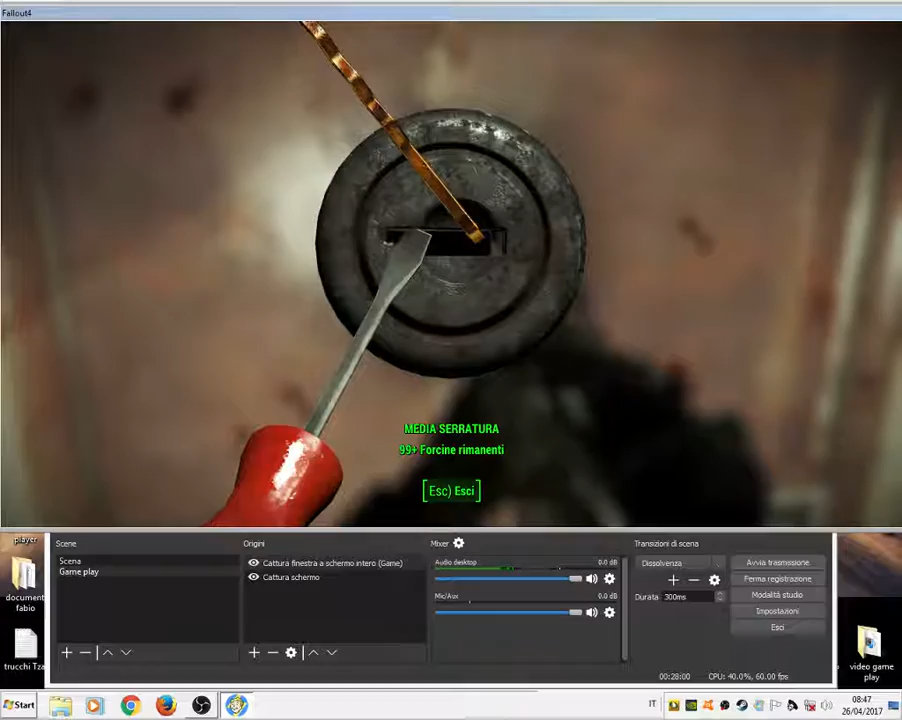 Fallout4
MEDIA SERRATURA
99+ Forcine rimanenti
[Esc) Esci]
player
document
fabio
trucchi Tza
Scene
Scena
Game play
Origini
Cattura finestra a schermo intero (Game)
Cattura schermo
Mixer
Audio desktop 0.0 dB
Mic/Aux 0.0 dB
Transizioni di scena
Dissolvenza
Durata 300ms
Avvia trasmissione
Ferma registrazione
Modalità studio
Impostazioni
Esci
00:28:00 CPU: 40.0%, 60.00 fps
video game
play
Start
IT
08:47
26/04/2017